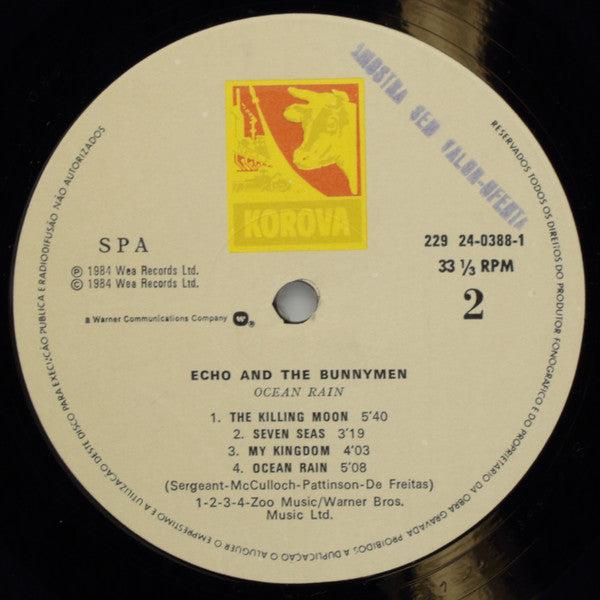 AMOSTRA SEM VALOR-OFERTA
KOROVA
SPA
Ⓟ 1984 Wea Records Ltd.
© 1984 Wea Records Ltd.
a Warner Communications Company ®
229 24-0388-1
33 ⅓ RPM
2
ECHO AND THE BUNNYMEN
OCEAN RAIN
1. THE KILLING MOON 5'40
2. SEVEN SEAS 3'19
3. MY KINGDOM 4'03
4. OCEAN RAIN 5'08
(Sergeant-McCulloch-Pattinson-De Freitas)
1-2-3-4-Zoo Music/Warner Bros.
Music Ltd.
RESERVADOS TODOS OS DIREITOS DO PRODUTOR FONOGRÁFICO E DO PROPRIETÁRIO DA OBRA GRAVADA PROIBIDOS A DUPLICAÇÃO O ALUGUER O EMPRESTIMO E A UTILIZAÇÃO DESTE DISCO PARA EXECUÇÃO PUBLICA E RADIODIFUSÃO NÃO AUTORIZADOS